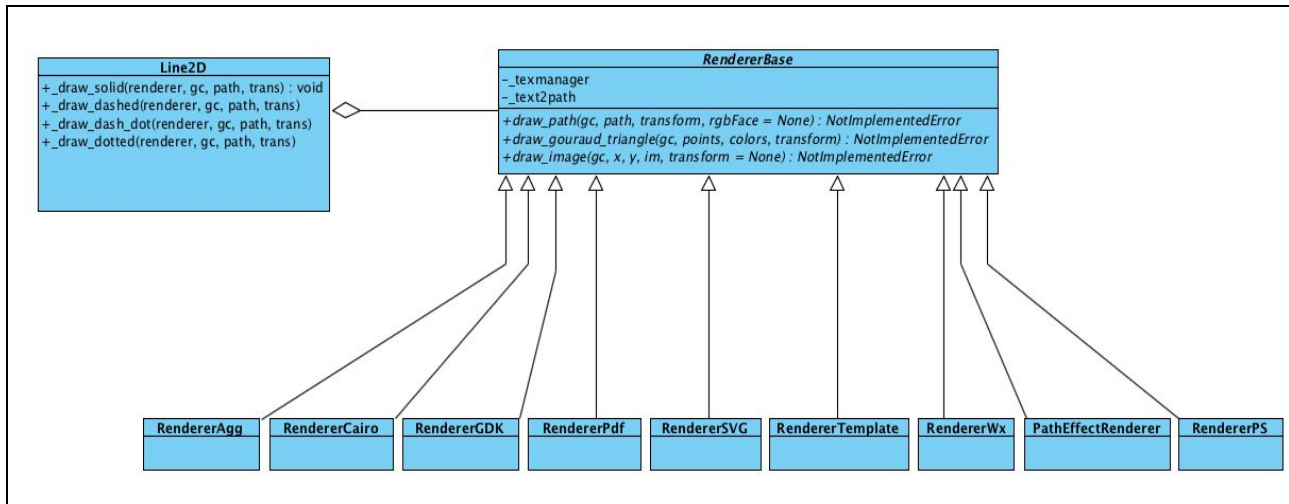 Line2D
+_draw_solid(renderer, gc, path, trans) : void
+_draw_dashed(renderer, gc, path, trans)
+_draw_dash_dot(renderer, gc, path, trans)
+_draw_dotted(renderer, gc, path, trans)
RendererBase
-_texmanager
-_text2path
+draw_path(gc, path, transform, rgbFace = None) : NotImplementedError
+draw_gouraud_triangle(gc, points, colors, transform) : NotImplementedError
+draw_image(gc, x, y, im, transform = None) : NotImplementedError
RendererAgg
RendererCairo
RendererGDK
RendererPdf
RendererSVG
RendererTemplate
RendererWx
PathEffectRenderer
RendererPS